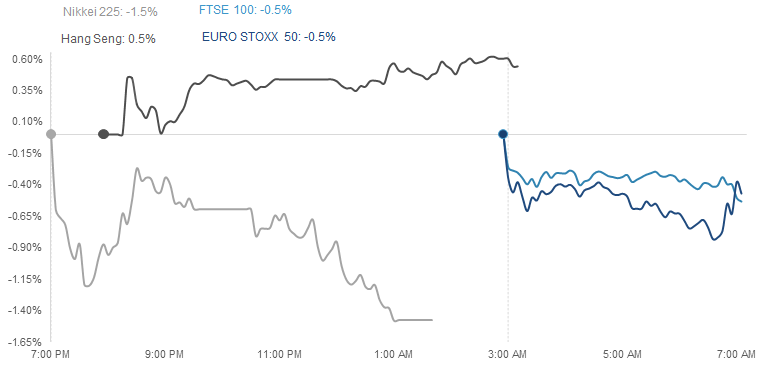 Nikkei 225: -1.5%
FTSE 100: -0.5%
Hang Seng: 0.5%
EURO STOXX 50: -0.5%
0.60%
0.35%
0.10%
-0.15%
-0.40%
-0.65%
-0.90%
-1.15%
-1.40%
-1.65%
7:00 PM
9:00 PM
11:00 PM
1:00 AM
3:00 AM
5:00 AM
7:00 AM